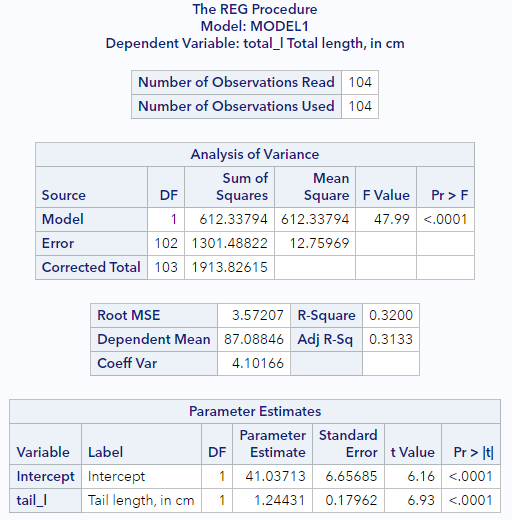 The REG Procedure
Model: MODEL1
Dependent Variable: total_l Total length, in cm
Number of Observations Read 104
Number of Observations Used 104
Analysis of Variance
Source DF Sum of Squares Mean Square F Value Pr > F
Model 1 612.33794 612.33794 47.99 <.0001
Error 102 1301.48822 12.75969
Corrected Total 103 1913.82615
Root MSE 3.57207 R-Square 0.3200
Dependent Mean 87.08846 Adj R-Sq 0.3133
Coeff Var 4.10166
Parameter Estimates
Variable Label DF Parameter Estimate Standard Error t Value Pr > |t|
Intercept Intercept 1 41.03713 6.65685 6.16 <.0001
tail_l Tail length, in cm 1 1.24431 0.17962 6.93 <.0001